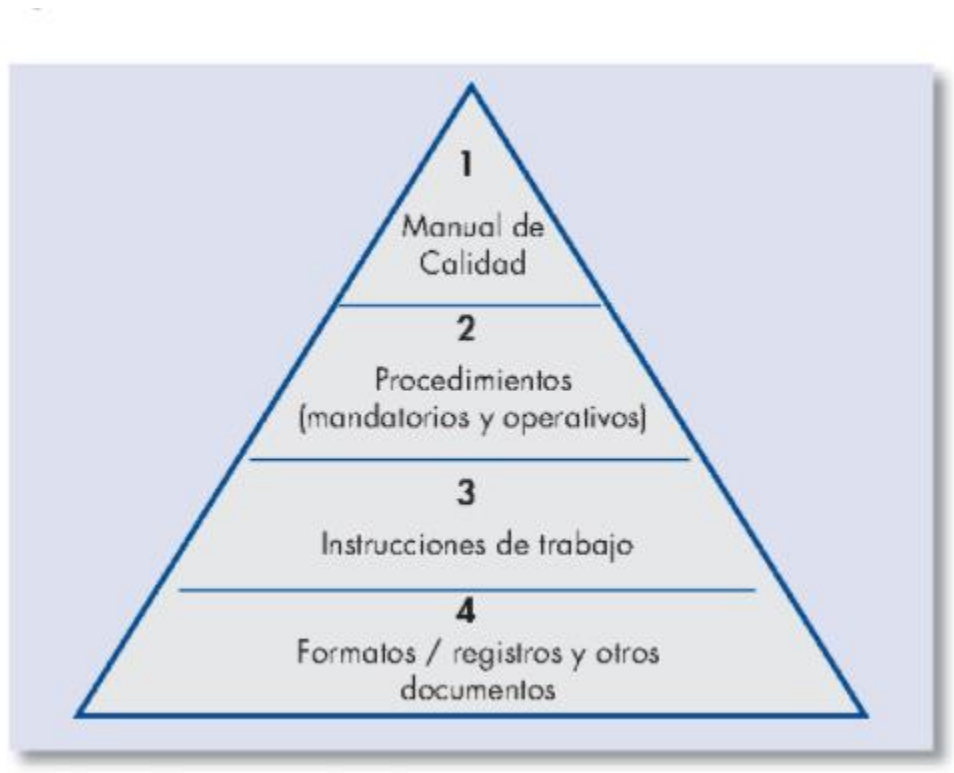 1
Manual de
Calidad
2
Procedimientos
(mandatorios y operativos)
3
Instrucciones de trabajo
4
Formatos / registros y otros
documentos